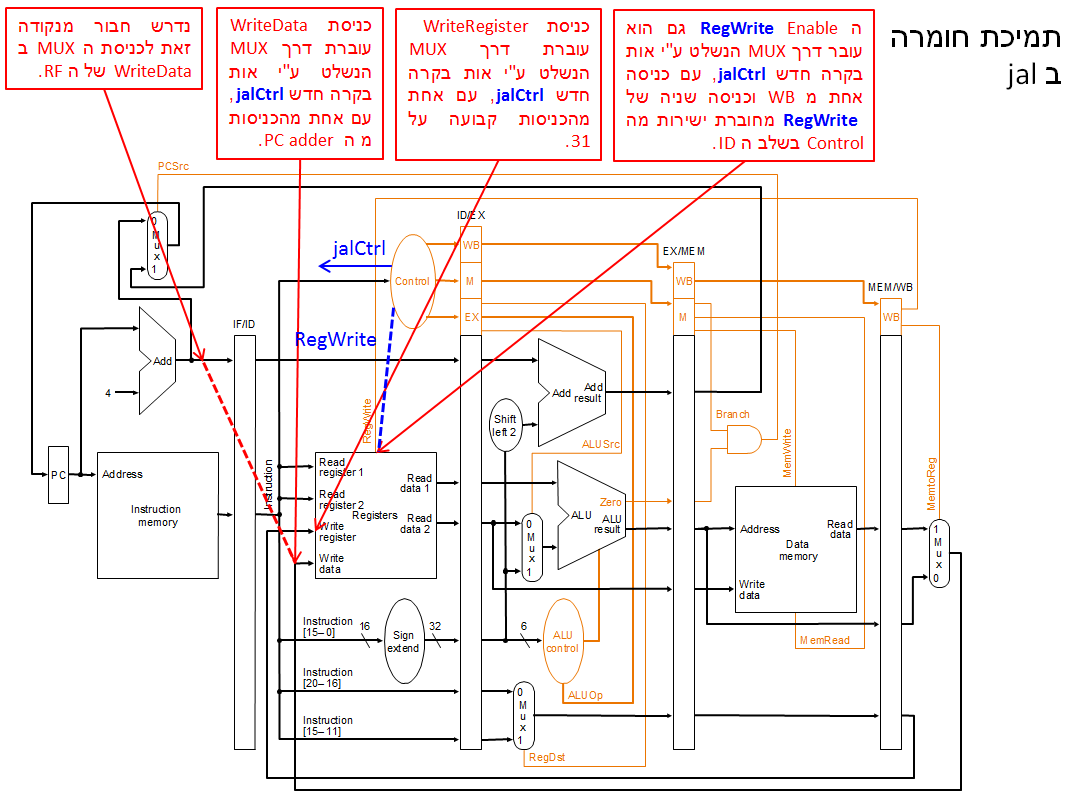 תמיכת חומרה
ב jal
ה Enable RegWrite גם הוא
עובר דרך MUX הנשלט ע"י אות
בקרה חדש jalCtrl, עם כניסה
אחת מ WB וכניסה שניה של
RegWrite מחוברת ישירות מה
Control בשלב ה ID.
כניסת WriteRegister
עוברת דרך MUX
הנשלט ע"י אות בקרה
חדש jalCtrl, עם אחת
מהכניסות קבועה על
31.
כניסת WriteData
עוברת דרך MUX
הנשלט ע"י אות
בקרה חדש jalCtrl,
עם אחת מהכניסות
מ ה PC adder.
נדרש חבור מנקודה
זאת לכניסת ה MUX ב
WriteData של ה RF.
PCSrc
0
M
u
x
1
jalCtrl
Control
ID/EX
WB
M
EX
EX/MEM
WB
M
MEM/WB
WB
IF/ID
RegWrite
Add
4
RegWrite
Add
Add
result
Shift
left 2
ALUSrc
Branch
MemWrite
MemtoReg
PC
Address
Instruction
memory
Instruction
Read
register 1
Read
register 2
Registers
Write
register
Write
data
Read
data 1
Read
data 2
0
M
u
x
1
ALU
Zero
ALU
result
Address
Read
data
Data
memory
Write
data
1
M
u
x
0
MemRead
Instruction
[15–0]
16
Sign
extend
32
6
ALU
control
ALUOp
Instruction
[20–16]
Instruction
[15–11]
0
M
u
x
1
RegDst